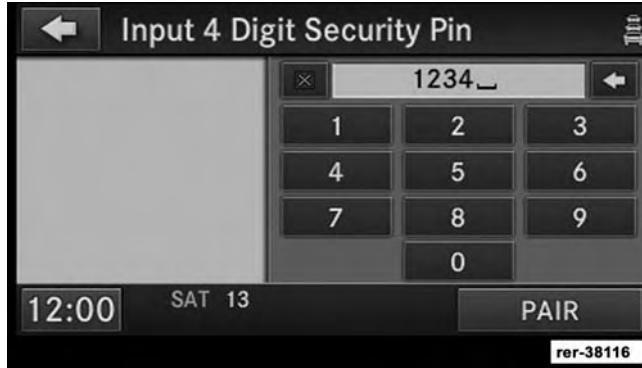 Input 4 Digit Security Pin
1234_
1 2 3
4 5 6
7 8 9
0
12:00 SAT 13 PAIR
rer-38116